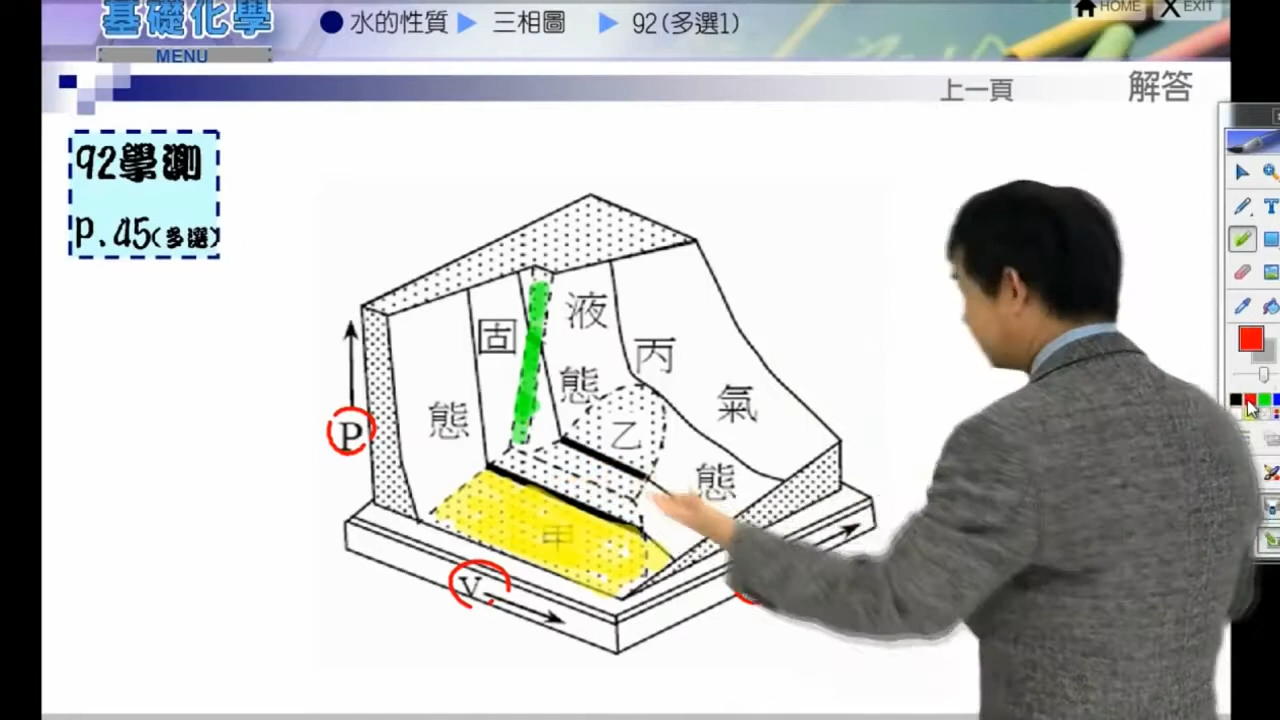 基礎化學
MENU
●水的性質▶三相圖▶92(多選1)
HOME
EXIT
上一頁
解答
92學測
P.45(多選)
固態
液態
丙
氣態
乙
甲
P
V
T